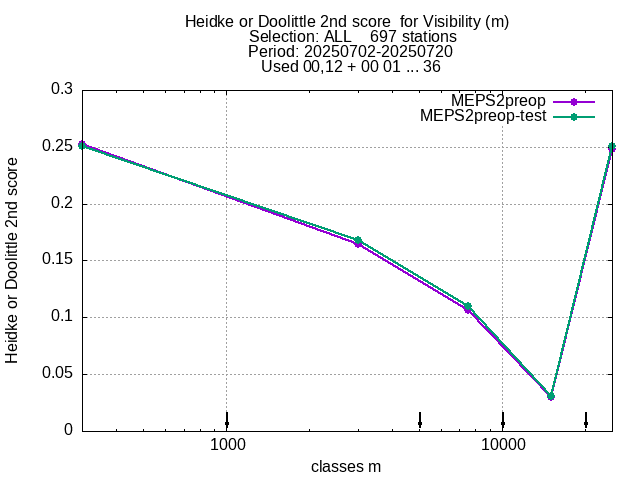 Heidke or Doolittle 2nd score  for Visibility (m)
Selection: ALL    697 stations
Period: 20250702-20250720
Used 00,12 + 00 01 ... 36
MEPS2preop
MEPS2preop-test
0.3
0.25
0.2
0.15
0.1
0.05
0
Heidke or Doolittle 2nd score
1000 10000
classes m